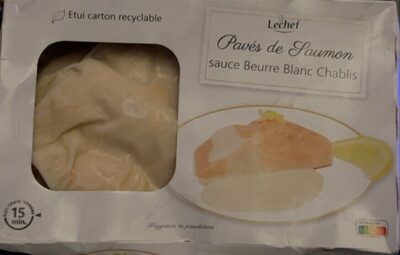 Etui carton recyclable
Lechef
Pavés de Saumon
sauce Beurre Blanc Chablis
15
min.
Suggestion de présentation